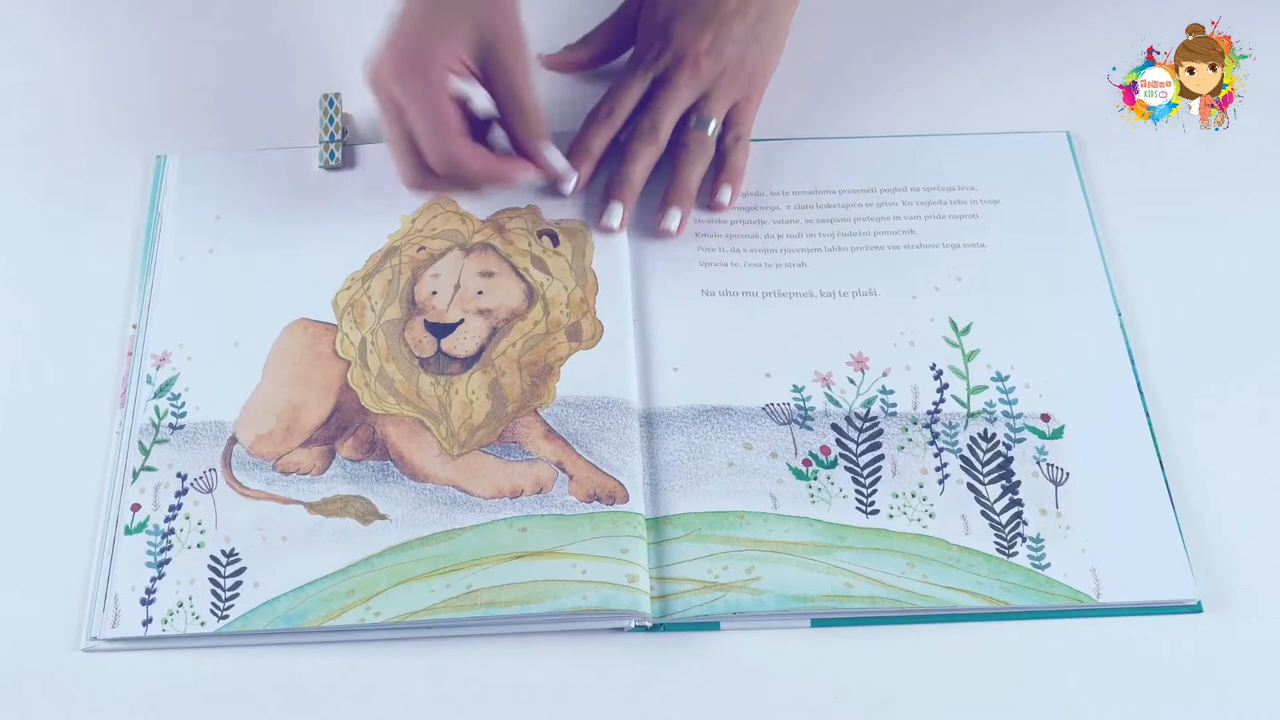 gledu, ko te nenadoma preseneti pogled na spečega leva,
mogočnega, z zlato lesketajočo se grivo. Ko zagleda tebe in tvoje
živalske prijatelje, vstane, se zaspano pretegne in vam pride naproti.
Kmalu spoznaš, da je tudi on tvoj čudežni pomočnik.
Pove ti, da s svojim rjovenjem lahko prežene vse strahove tega sveta.
Vpraša te, česa te je strah.
Na uho mu prišepneš, kaj te plaši.
KIDS